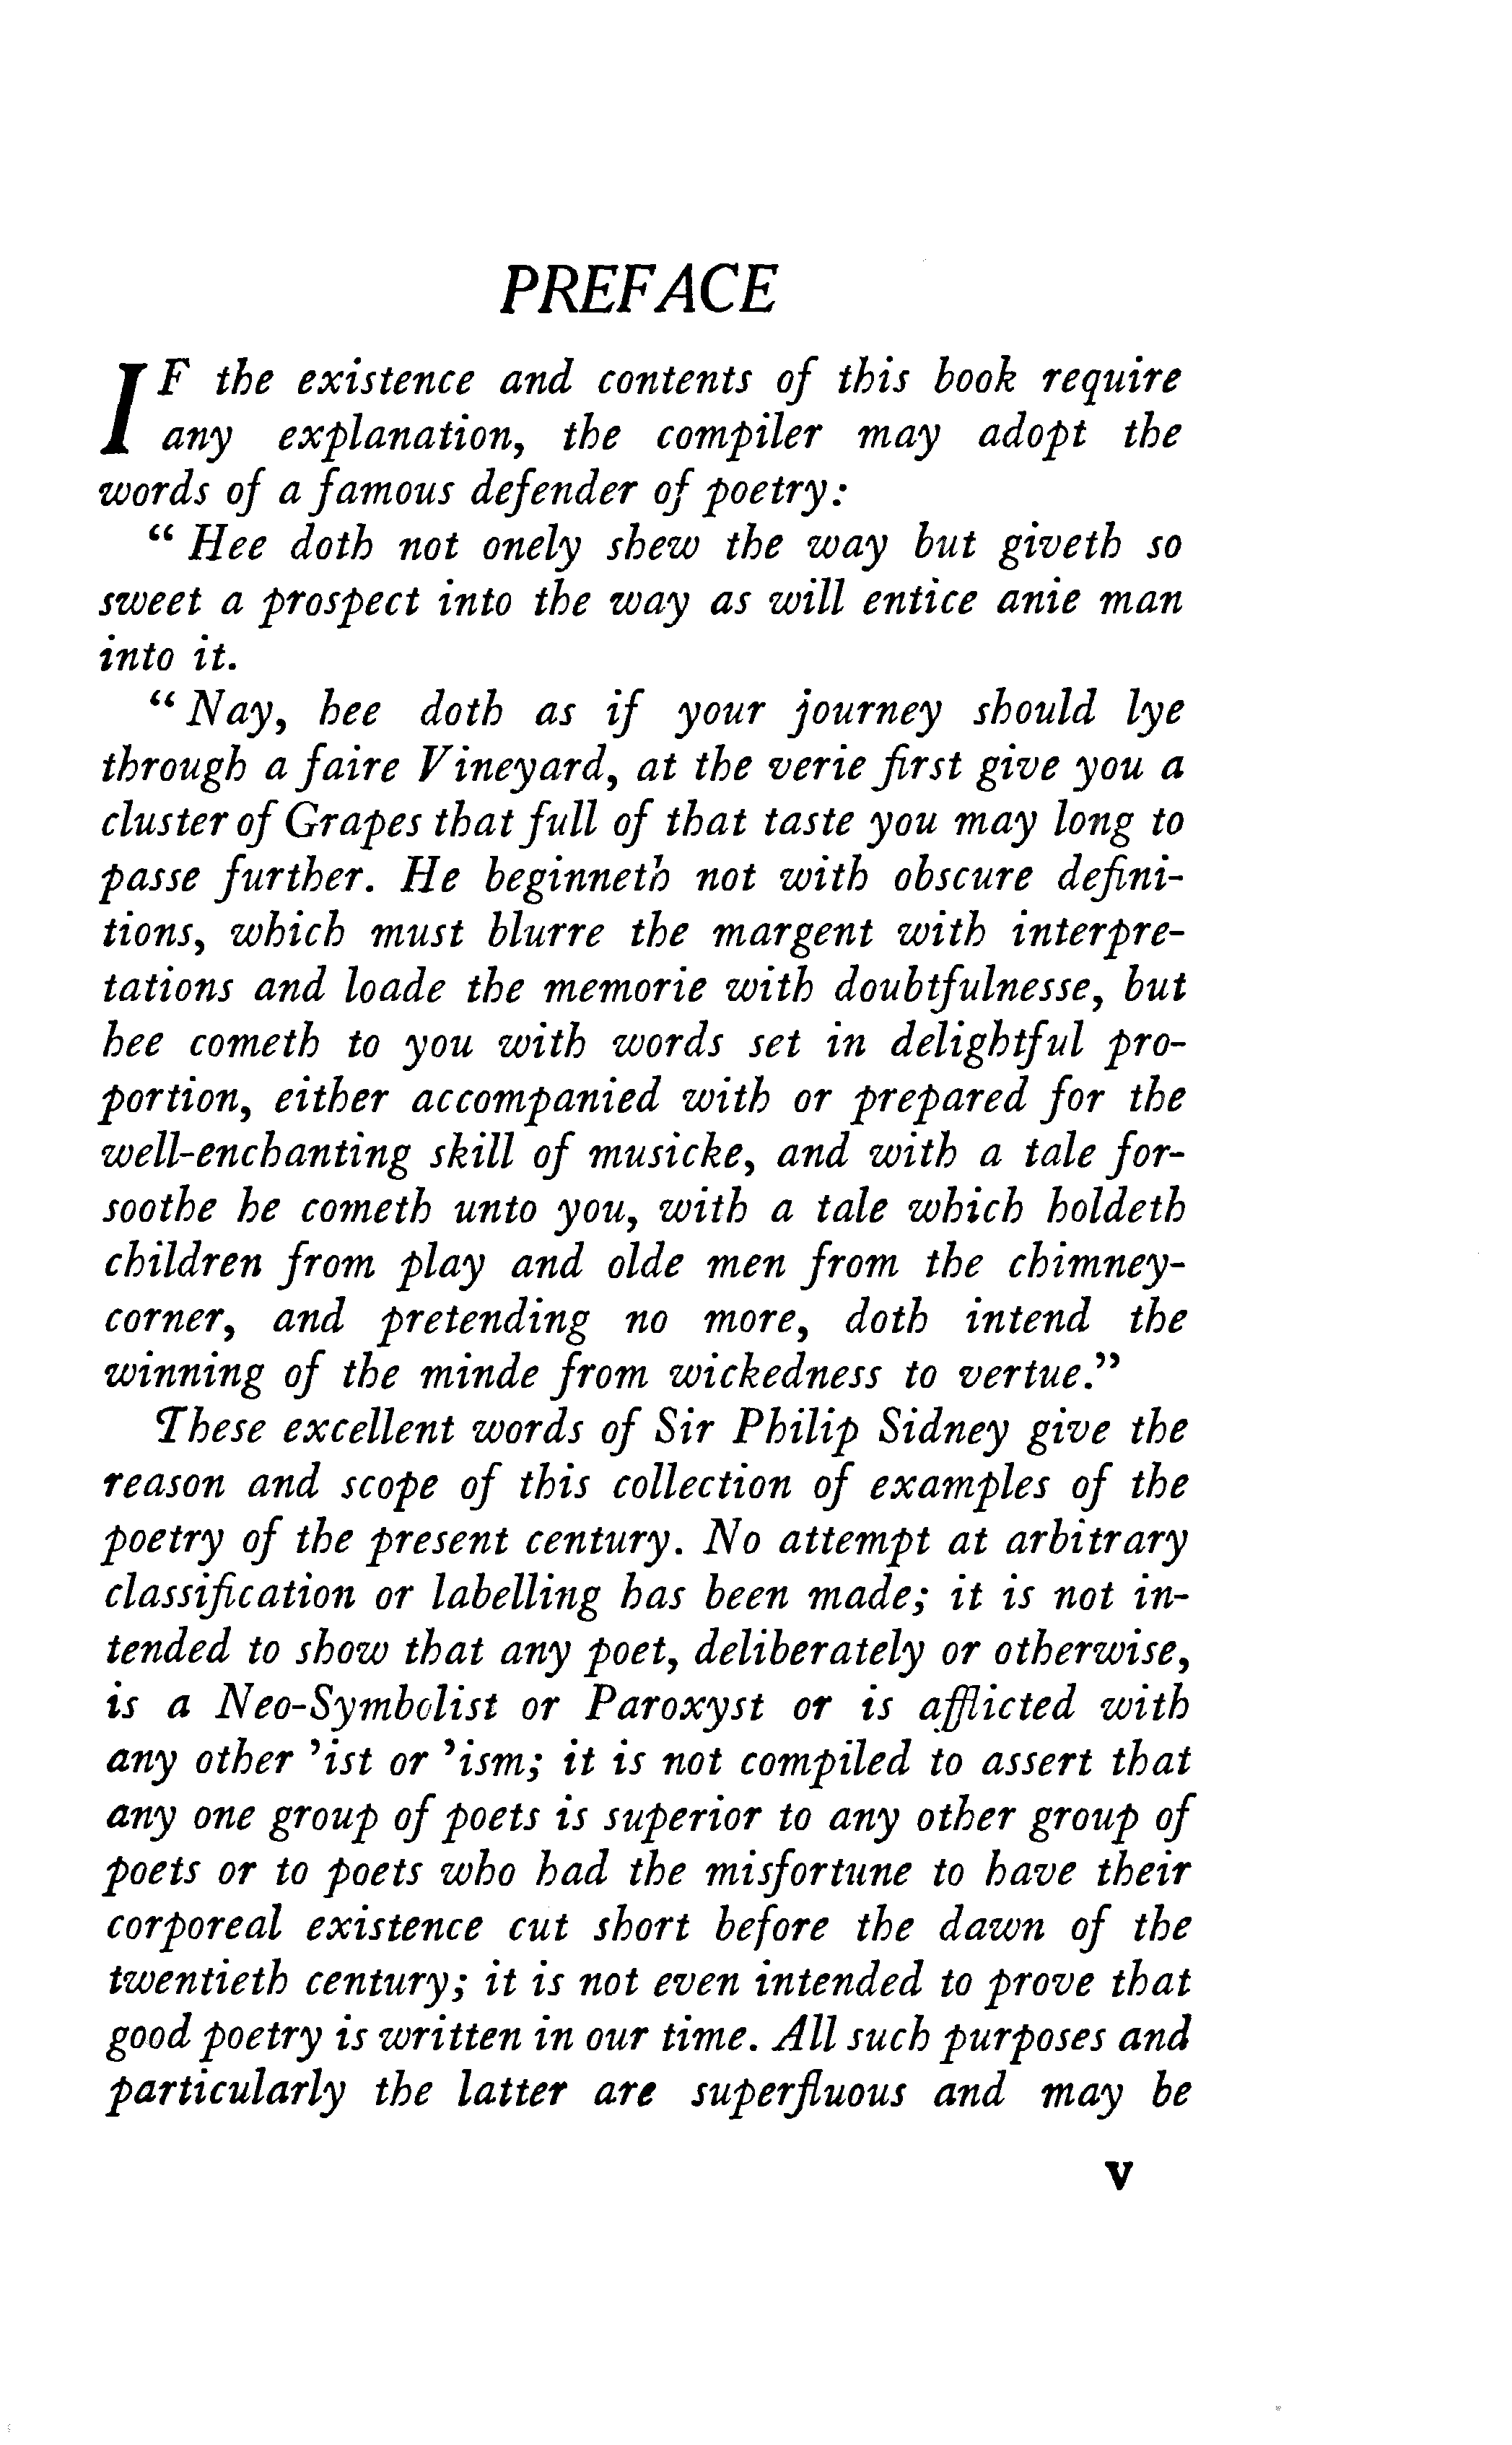 PREFACE
IF the existence and contents of this book require
any explanation, the compiler may adopt the
words of a famous defender of poetry:
“ Hee doth not onely shew the way but giveth so
sweet a prospect into the way as will entice anie man
into it.
“ Nay, hee doth as if your journey should lye
through a faire Vineyard, at the verie first give you a
cluster of Grapes that full of that taste you may long to
passe further. He beginneth not with obscure defini-
tions, which must blurre the margent with interpre-
tations and loade the memorie with doubtfulnesse, but
hee cometh to you with words set in delightful pro-
portion, either accompanied with or prepared for the
well-enchanting skill of musicke, and with a tale for-
soothe he cometh unto you, with a tale which holdeth
children from play and olde men from the chimney-
corner, and pretending no more, doth intend the
winning of the minde from wickedness to vertue.”
These excellent words of Sir Philip Sidney give the
reason and scope of this collection of examples of the
poetry of the present century. No attempt at arbitrary
classification or labelling has been made; it is not in-
tended to show that any poet, deliberately or otherwise,
is a Neo-Symbolist or Paroxyst or is afflicted with
any other ’ist or ’ism; it is not compiled to assert that
any one group of poets is superior to any other group of
poets or to poets who had the misfortune to have their
corporeal existence cut short before the dawn of the
twentieth century; it is not even intended to prove that
good poetry is written in our time. All such purposes and
particularly the latter are superfluous and may be
v